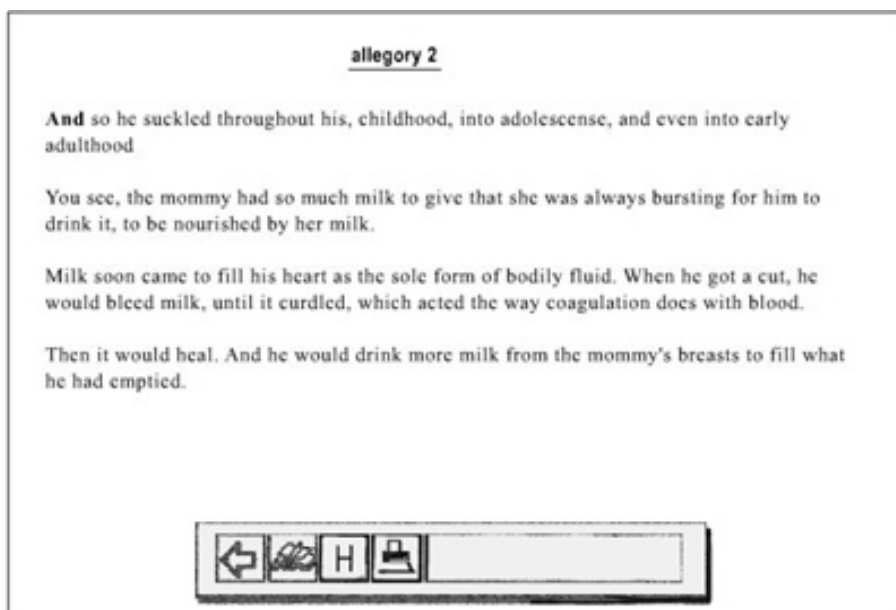 allegory 2
And so he suckled throughout his, childhood, into adolescense, and even into early
adulthood
You see, the mommy had so much milk to give that she was always bursting for him to
drink it, to be nourished by her milk.
Milk soon came to fill his heart as the sole form of bodily fluid. When he got a cut, he
would bleed milk, until it curdled, which acted the way coagulation does with blood.
Then it would heal. And he would drink more milk from the mommy's breasts to fill what
he had emptied.
H